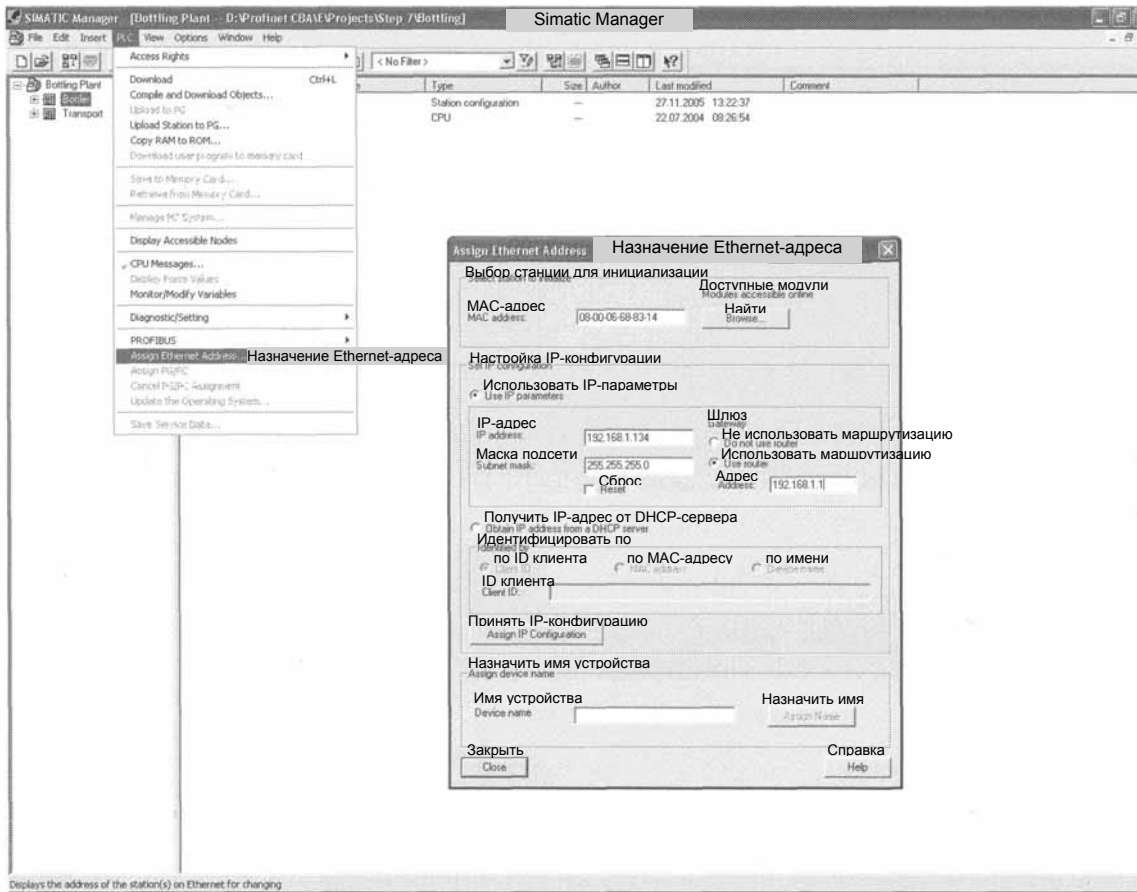 SIMATIC Manager [Bottling Plant -- D:\Profinet CBA\E\Projects\Step 7\Bottling]
Simatic Manager
File Edit Insert PLC View Options Window Help
< No Filter >
Access Rights
Download Ctrl+L
Compile and Download Objects...
Upload to PG
Upload Station to PG...
Copy RAM to ROM...
Download user program to memory card
Save to Memory Card...
Retrieve from Memory Card...
Manage M7 System...
Display Accessible Nodes
CPU Messages...
Display Force Values
Monitor/Modify Variables
Diagnostic/Setting
PROFIBUS
Assign Ethernet Address...
Назначение Ethernet-адреса
Assign PG/PC
Cancel PG/PC Assignment
Update the Operating System...
Save Service Data...
Bottling Plant
Bottler
Transport
Type Size Author Last modified Comment
Station configuration --- 27.11.2005 13:22:37
CPU --- 22.07.2004 08:26:54
Assign Ethernet Address
Назначение Ethernet-адреса
Выбор станции для инициализации
Select station to initialize
Доступные модули
Modules accessible online
MAC-адрес
MAC address: 08-00-06-68-83-14
Найти
Browse...
Настройка IP-конфигурации
Set IP configuration
Использовать IP-параметры
Use IP parameters
IP-адрес
IP address: 192.168.1.134
Маска подсети
Subnet mask: 255.255.255.0
Сброс
Reset
Шлюз
Gateway
Не использовать маршрутизацию
Do not use router
Использовать маршрутизацию
Use router
Адрес
Address: 192.168.1.1
Получить IP-адрес от DHCP-сервера
Obtain IP address from a DHCP server
Идентифицировать по
Identified by
по ID клиента по MAC-адресу по имени
Client ID MAC address Device name
ID клиента
Client ID:
Принять IP-конфигурацию
Assign IP Configuration
Назначить имя устройства
Assign device name
Имя устройства
Device name
Назначить имя
Assign Name
Закрыть
Close
Справка
Help
Displays the address of the station(s) on Ethernet for changing